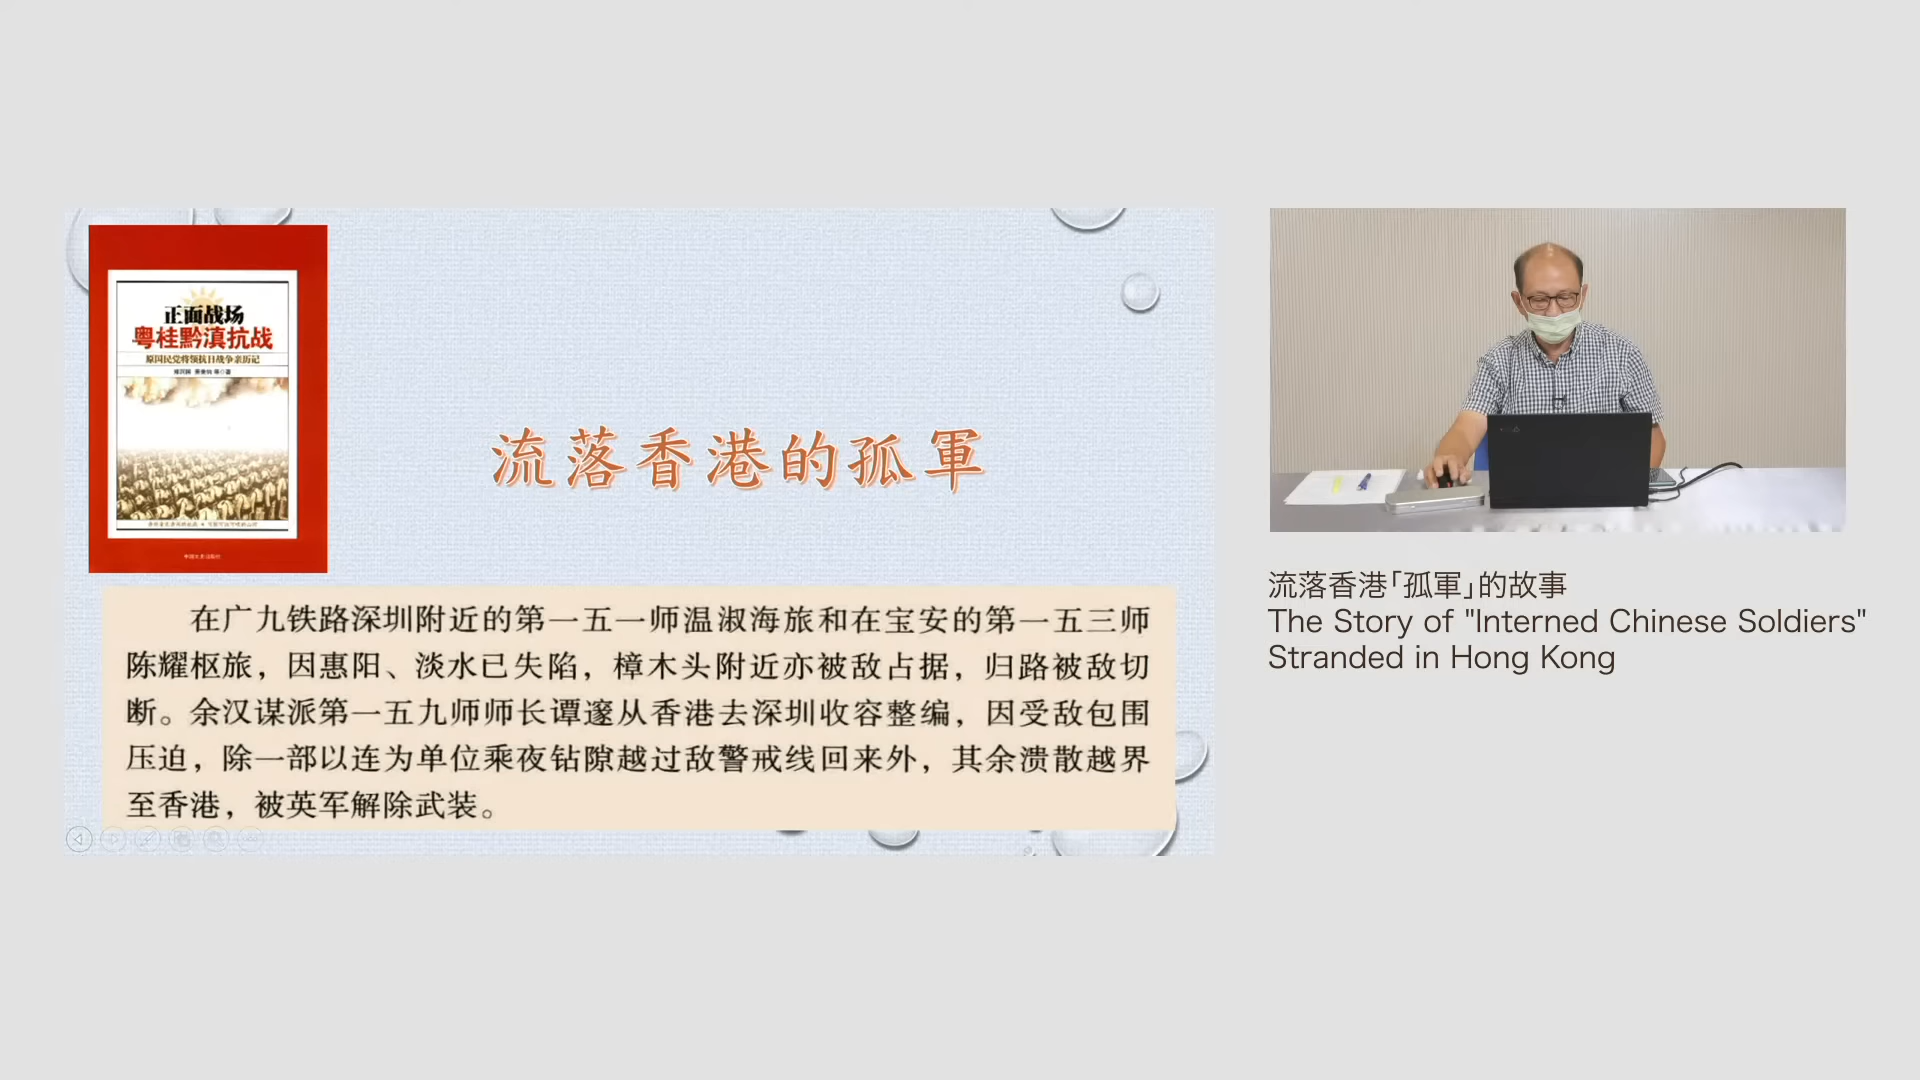 正面战场
粤桂黔滇抗战
原国民党将领抗日战争亲历记
流落香港的孤軍
在广九铁路深圳附近的第一五一师温淑海旅和在宝安的第一五三师
陈耀枢旅，因惠阳、淡水已失陷，樟木头附近亦被敌占据，归路被敌切
断。余汉谋派第一五九师师长谭邃从香港去深圳收容整编，因受敌包围
压迫，除一部以连为单位乘夜钻隙越过敌警戒线回来外，其余溃散越界
至香港，被英军解除武装。
流落香港「孤軍」的故事
The Story of "Interned Chinese Soldiers"
Stranded in Hong Kong